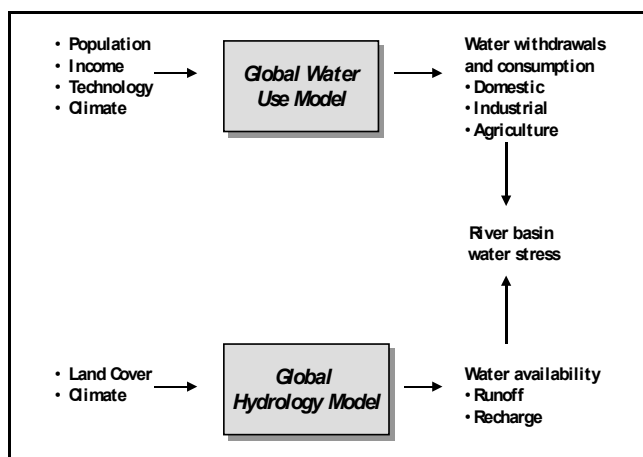 • Population
• Income
• Technology
• Climate
Global Water
Use Model
Water withdrawals
and consumption
• Domestic
• Industrial
• Agriculture
River basin
water stress
• Land Cover
• Climate
Global
Hydrology Model
Water availability
• Runoff
• Recharge